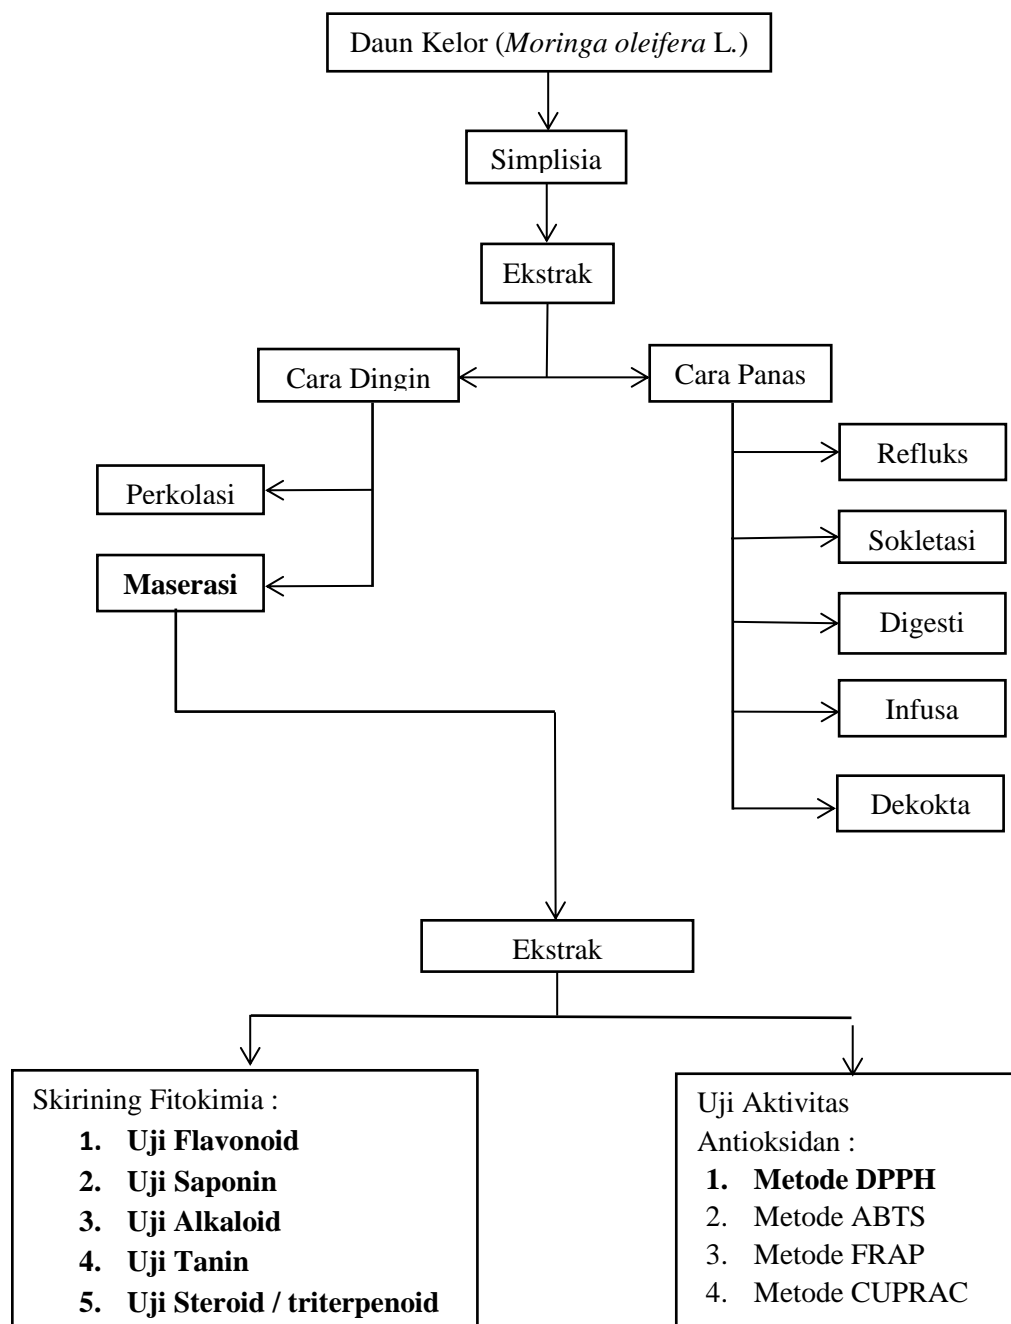 Daun Kelor (Moringa oleifera L.)
Simplisia
Ekstrak
Cara Dingin
Cara Panas
Refluks
Perkolasi
Sokletasi
Maserasi
Digesti
Infusa
Dekokta
Ekstrak
Skirining Fitokimia :
1. Uji Flavonoid
2. Uji Saponin
3. Uji Alkaloid
4. Uji Tanin
5. Uji Steroid / triterpenoid
Uji Aktivitas
Antioksidan :
1. Metode DPPH
2. Metode ABTS
3. Metode FRAP
4. Metode CUPRAC